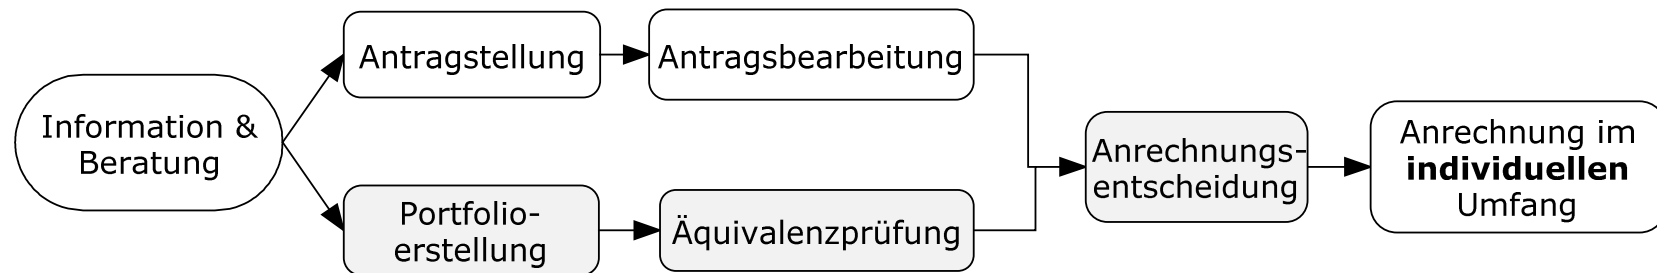 Information &
Beratung
Antragstellung
Antragsbearbeitung
Portfolio-
erstellung
Äquivalenzprüfung
Anrechnungs-
entscheidung
Anrechnung im
individuellen
Umfang